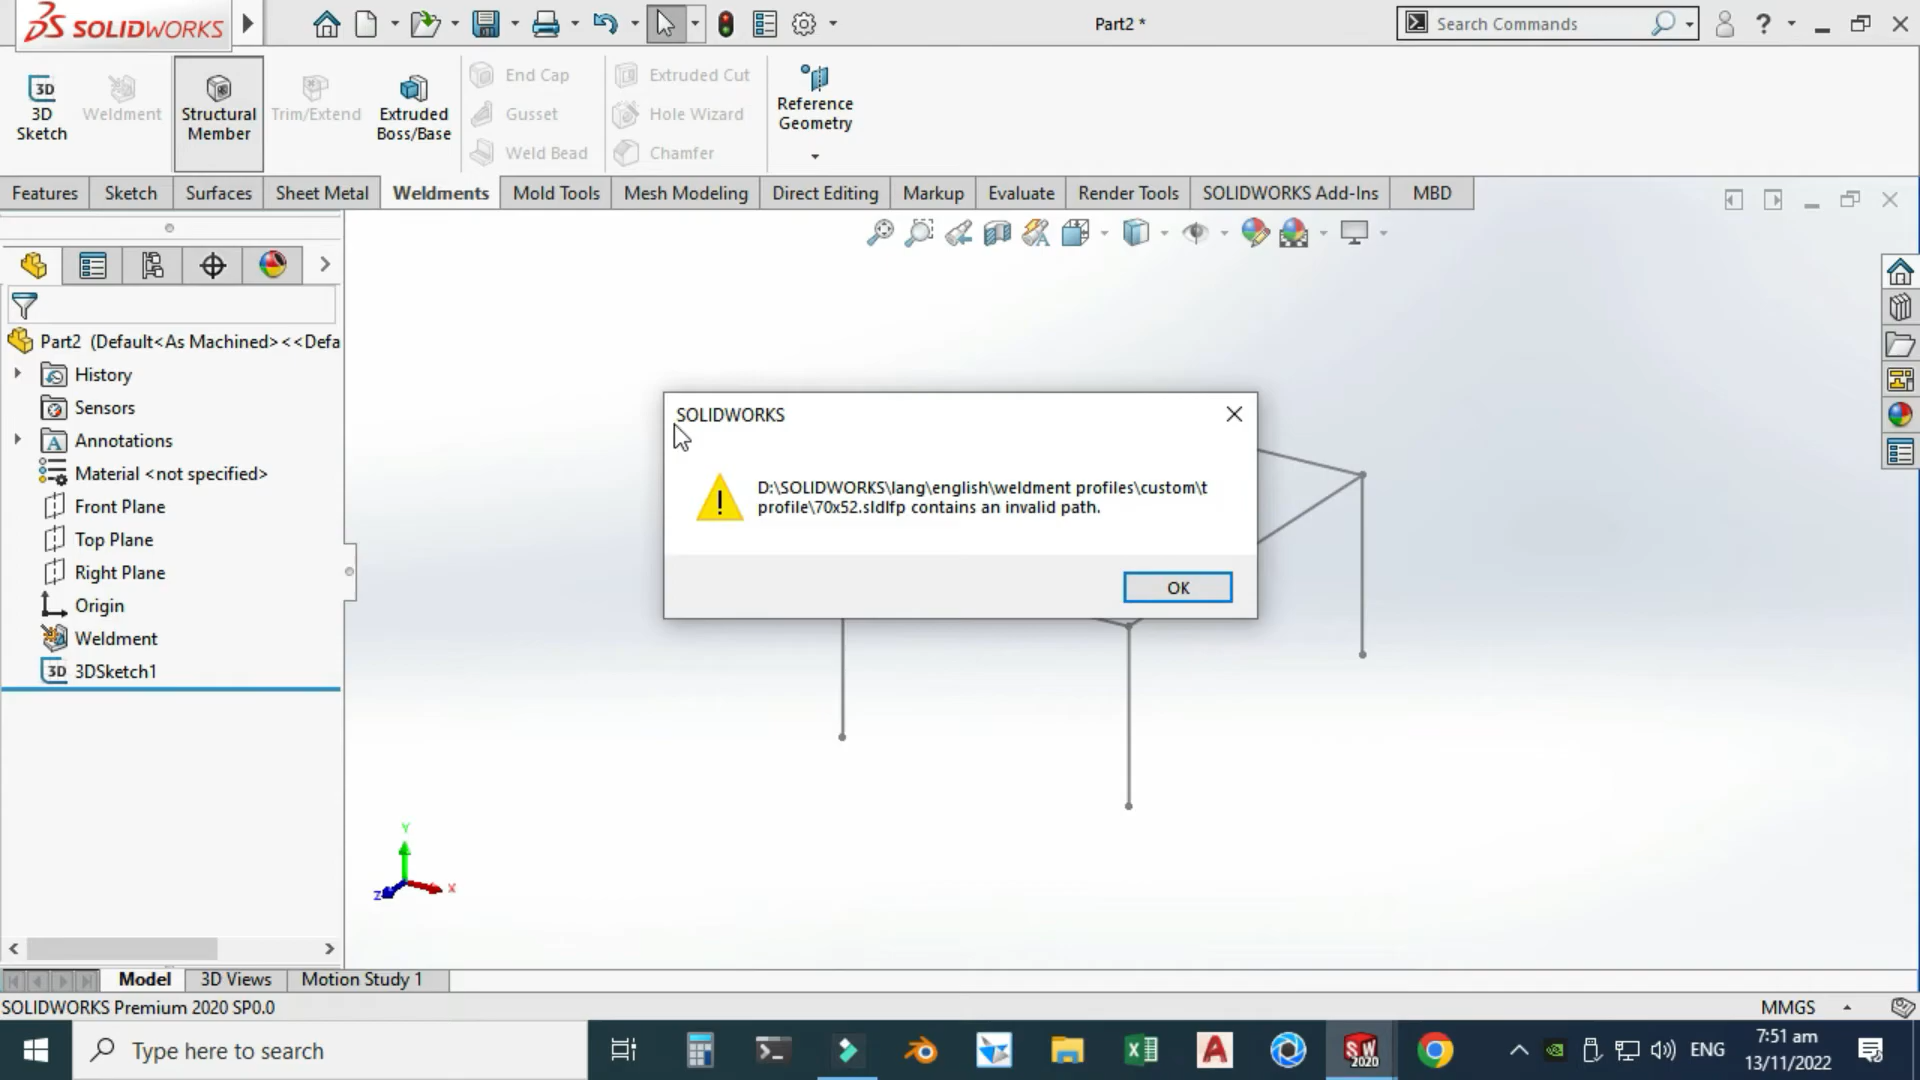 SOLIDWORKS
Part2 *
Search Commands
3D Sketch
Weldment
Structural Member
Trim/Extend
Extruded Boss/Base
End Cap
Gusset
Weld Bead
Extruded Cut
Hole Wizard
Chamfer
Reference Geometry
Features
Sketch
Surfaces
Sheet Metal
Weldments
Mold Tools
Mesh Modeling
Direct Editing
Markup
Evaluate
Render Tools
SOLIDWORKS Add-Ins
MBD
Part2 (Default<As Machined><<Defa
History
Sensors
Annotations
Material <not specified>
Front Plane
Top Plane
Right Plane
Origin
Weldment
3D 3DSketch1
SOLIDWORKS
D:\SOLIDWORKS\lang\english\weldment profiles\custom\t
profile\70x52.sldlfp contains an invalid path.
OK
Y
X
Z
Model
3D Views
Motion Study 1
SOLIDWORKS Premium 2020 SP0.0
MMGS
Type here to search
SW 2020
ENG
7:51 am
13/11/2022